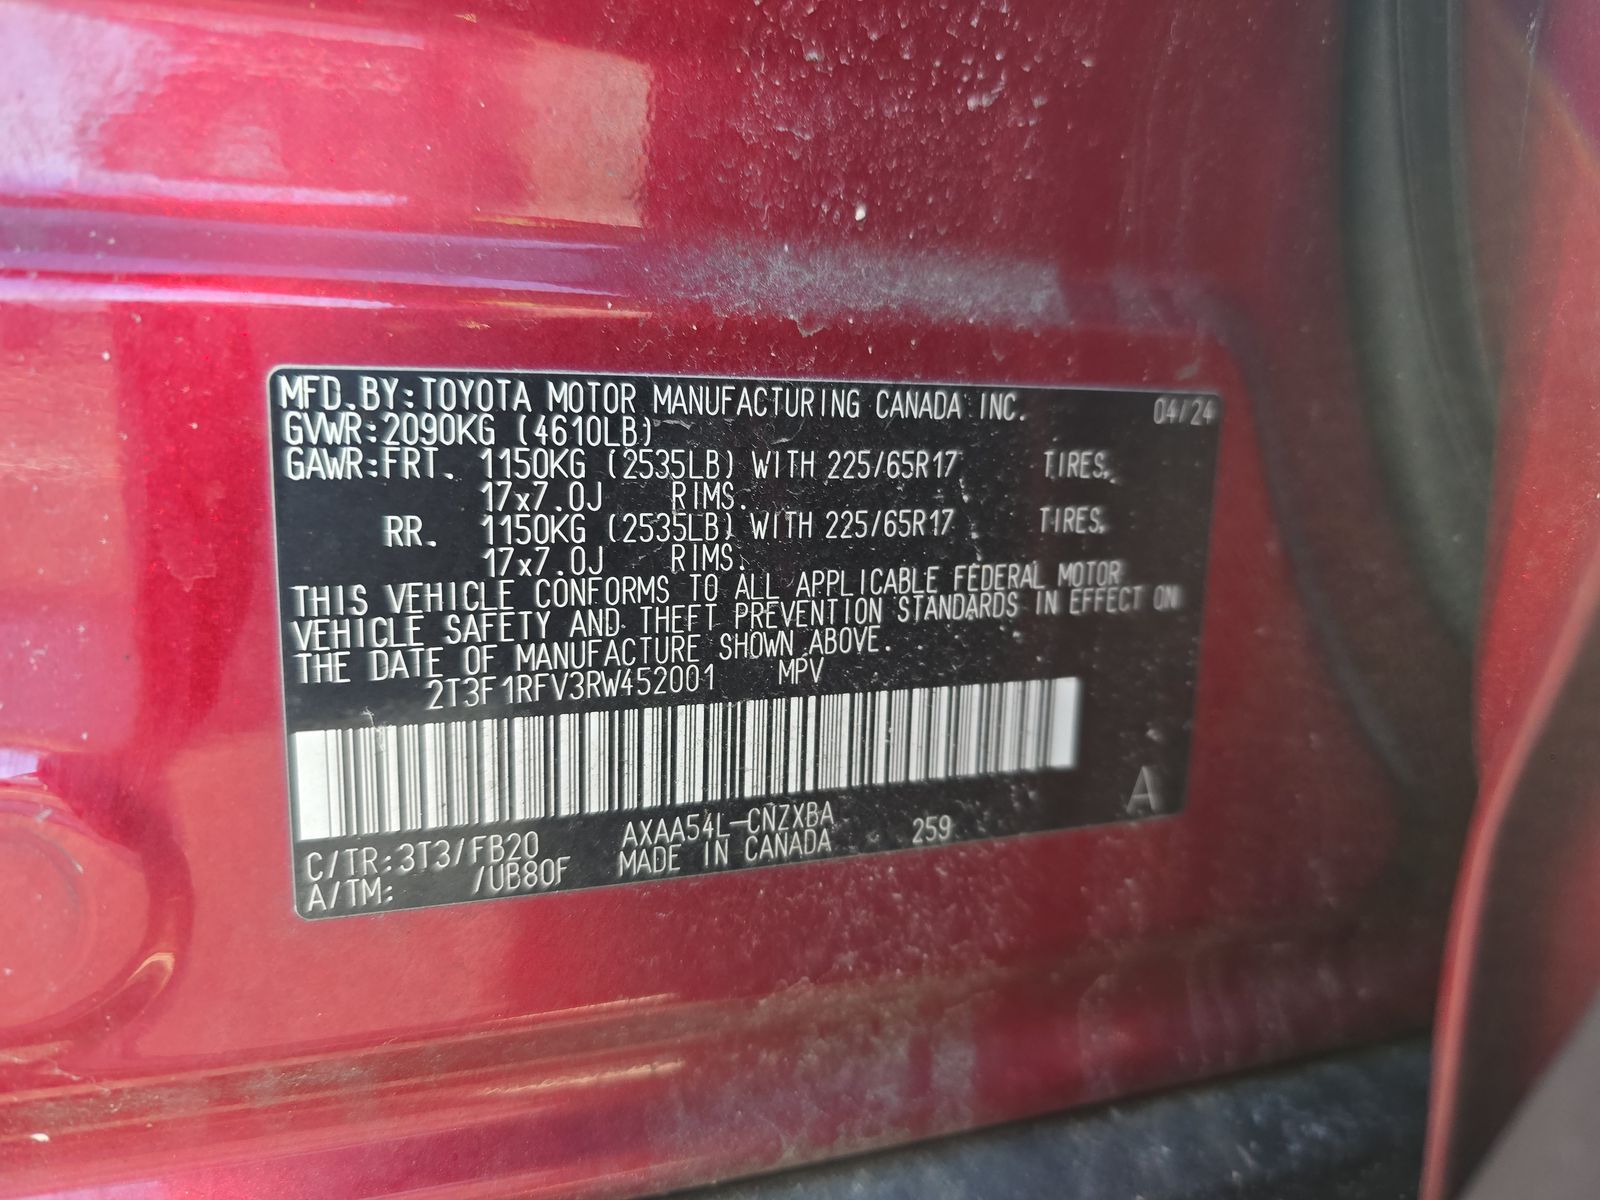 MFD.BY:TOYOTA MOTOR MANUFACTURING CANADA INC. 04/24
GVWR:2090KG (4610LB)
GAWR:FRT. 1150KG (2535LB) WITH 225/65R17 TIRES,
17x7.0J RIMS.
RR. 1150KG (2535LB) WITH 225/65R17 TIRES,
17x7.0J RIMS.
THIS VEHICLE CONFORMS TO ALL APPLICABLE FEDERAL MOTOR
VEHICLE SAFETY AND THEFT PREVENTION STANDARDS IN EFFECT ON
THE DATE OF MANUFACTURE SHOWN ABOVE.
2T3F1RFV3RW452001 MPV
A
C/TR:3T3/FB20 AXAA54L-CNZXBA 259
A/TM: /UB80F MADE IN CANADA